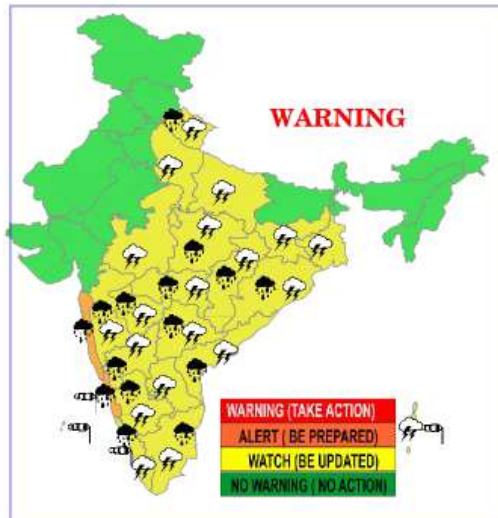 WARNING
WARNING (TAKE ACTION)
ALERT ( BE PREPARED)
WATCH (BE UPDATED)
NO WARNING ( NO ACTION)